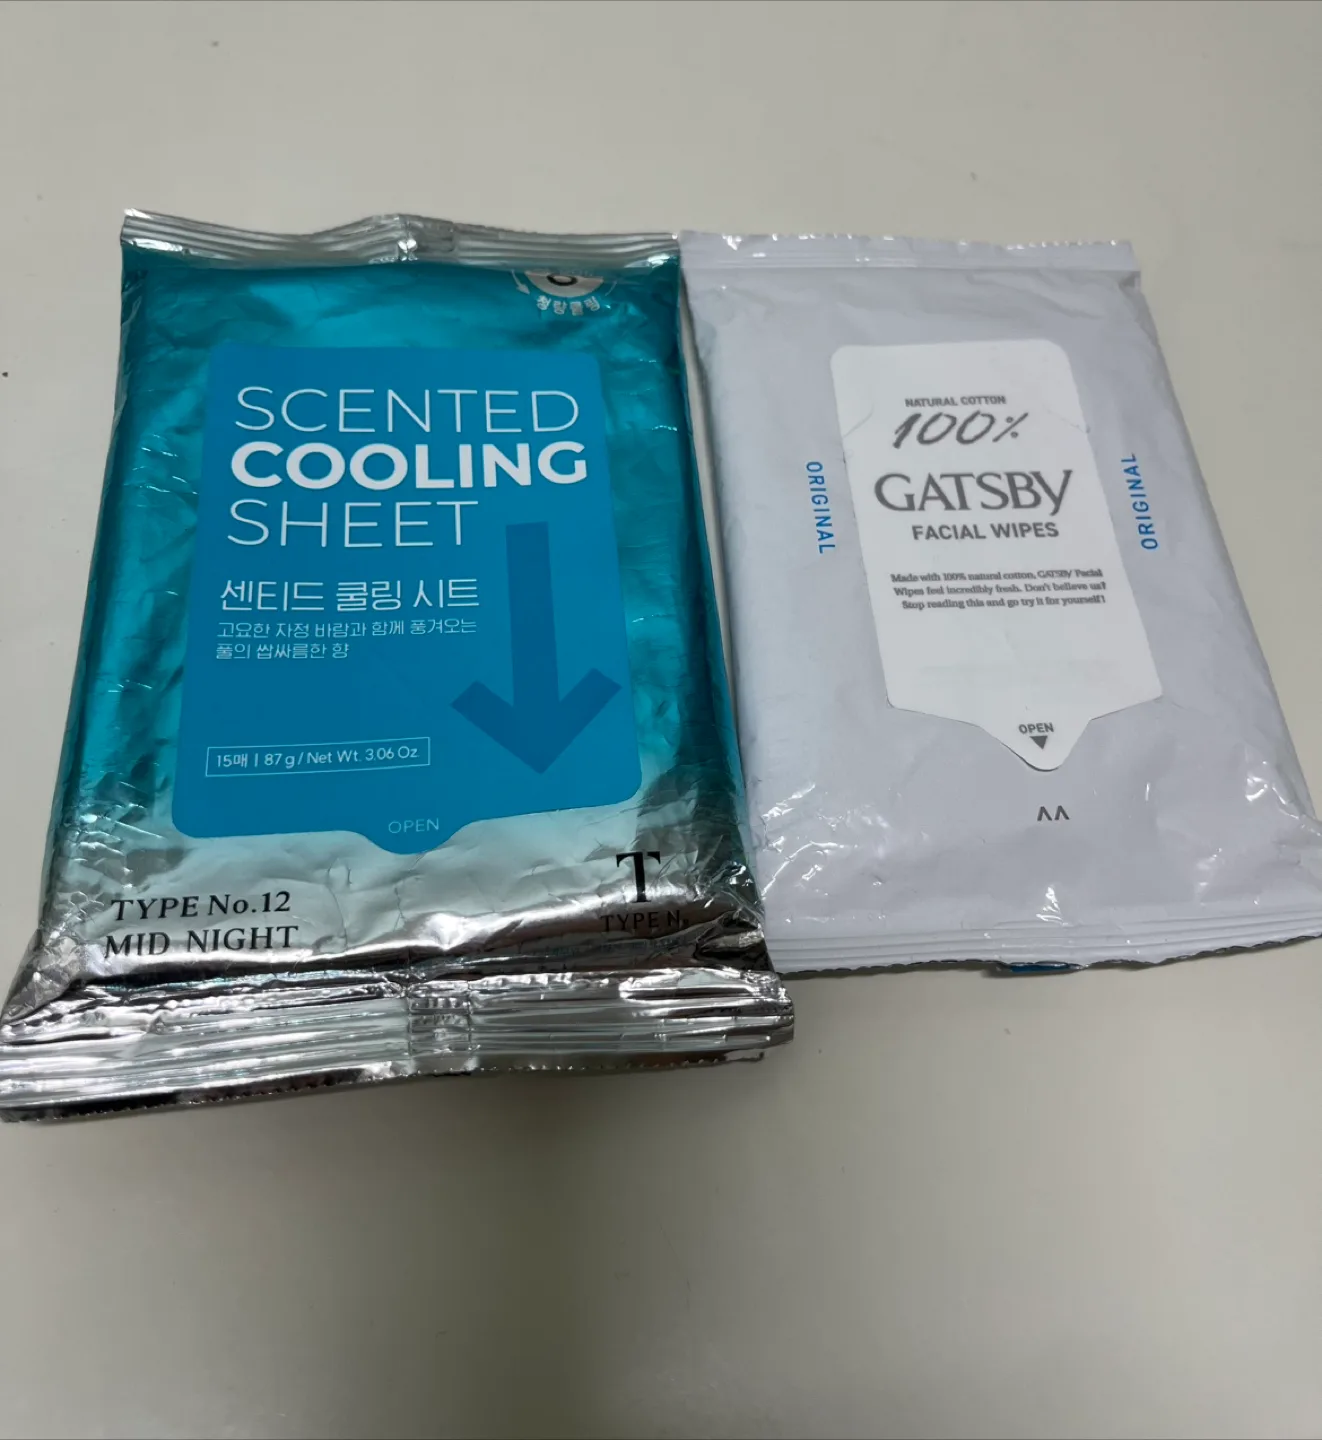 청량쿨링
SCENTED
COOLING
SHEET
센티드 쿨링 시트
고요한 자정 바람과 함께 풍겨오는
풀의 쌉싸름한 향
15매 | 87 g / Net Wt. 3.06 Oz.
OPEN
TYPE No.12
MID NIGHT
T
TYPE No
NATURAL COTTON
100%
GATSBY
FACIAL WIPES
ORIGINAL
ORIGINAL
Made with 100% natural cotton, GATSBY Facial
Wipes feel incredibly fresh. Don't believe us?
Stop reading this and go try it for yourself!
OPEN